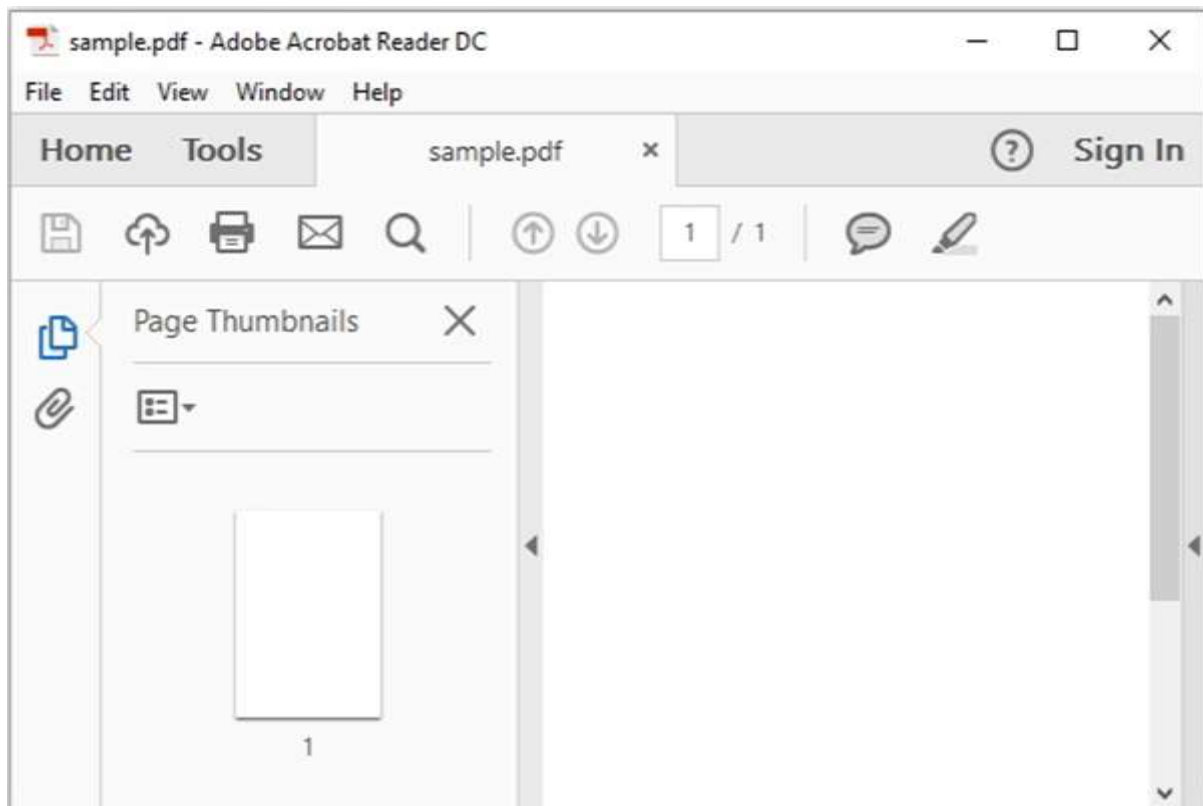 sample.pdf - Adobe Acrobat Reader DC
File Edit View Window Help
Home Tools sample.pdf Sign In
1 / 1
Page Thumbnails
1